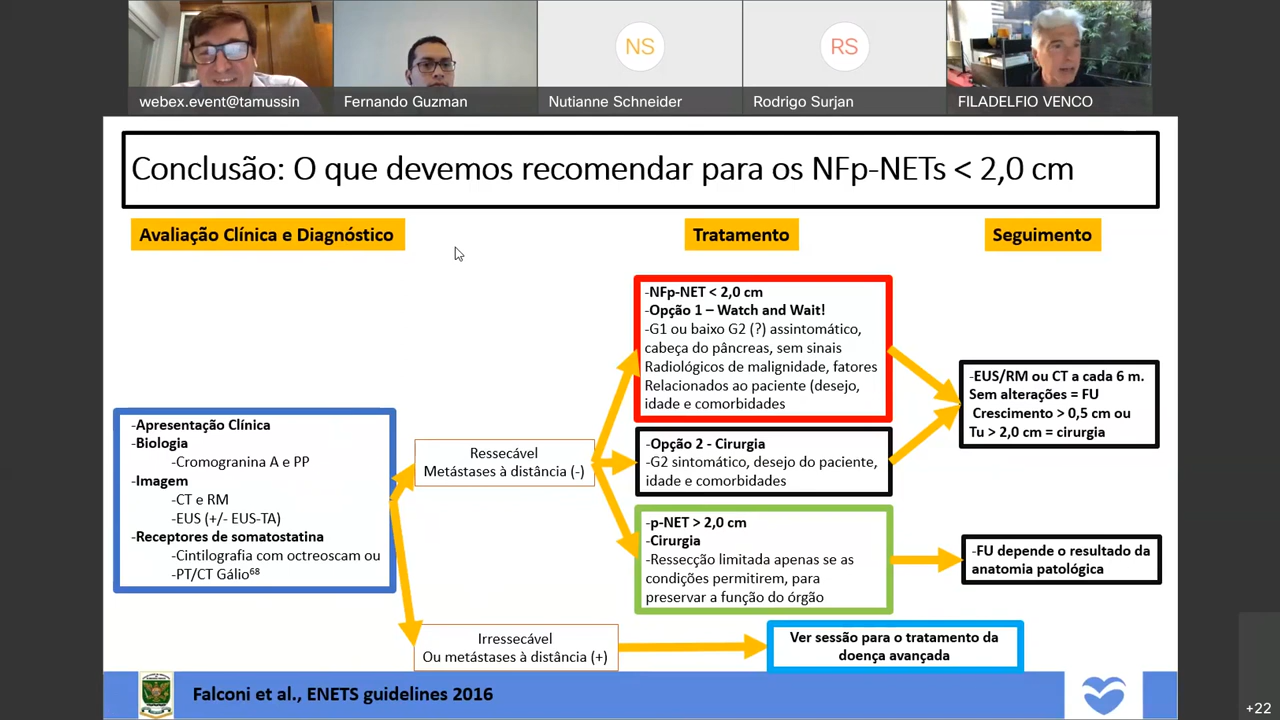 NS
RS
webex.event@tamussin
Fernando Guzman
Nutianne Schneider
Rodrigo Surjan
FILADELFIO VENCO
Conclusão: O que devemos recomendar para os NFp-NETs < 2,0 cm
Avaliação Clínica e Diagnóstico
Tratamento
Seguimento
-Apresentação Clínica
-Biologia
-Cromogranina A e PP
-Imagem
-CT e RM
-EUS (+/- EUS-TA)
-Receptores de somatostatina
-Cintilografia com octreoscam ou
-PT/CT Gálio⁶⁸
Ressecável
Metástases à distância (-)
Irressecável
Ou metástases à distância (+)
-NFp-NET < 2,0 cm
-Opção 1 – Watch and Wait!
-G1 ou baixo G2 (?) assintomático,
cabeça do pâncreas, sem sinais
Radiológicos de malignidade, fatores
Relacionados ao paciente (desejo,
idade e comorbidades
-Opção 2 - Cirurgia
-G2 sintomático, desejo do paciente,
idade e comorbidades
-p-NET > 2,0 cm
-Cirurgia
-Ressecção limitada apenas se as
condições permitirem, para
preservar a função do órgão
Ver sessão para o tratamento da
doença avançada
-EUS/RM ou CT a cada 6 m.
Sem alterações = FU
Crescimento > 0,5 cm ou
Tu > 2,0 cm = cirurgia
-FU depende o resultado da
anatomia patológica
Falconi et al., ENETS guidelines 2016
+22